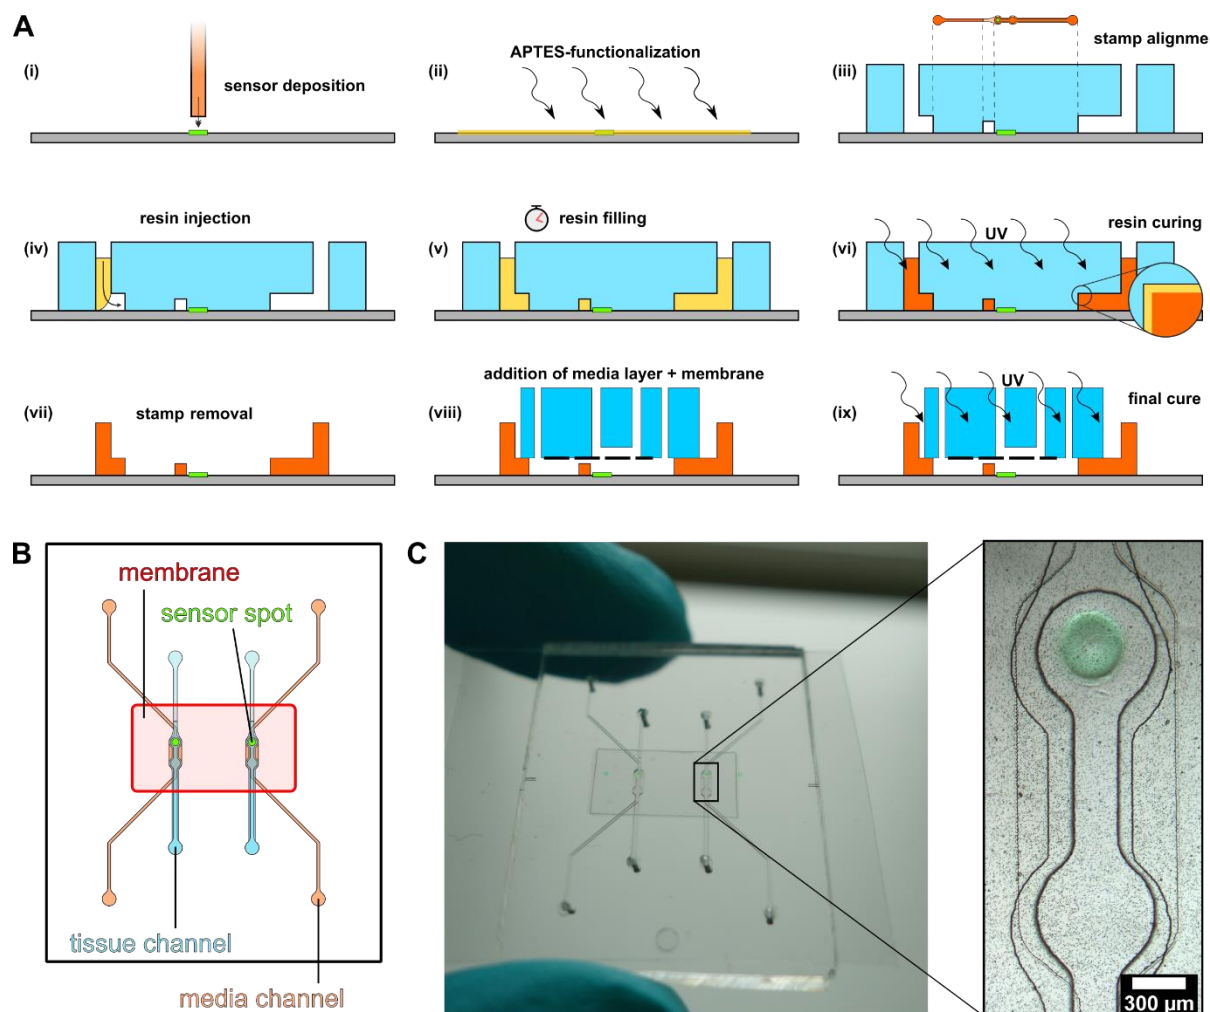 A
(i)
sensor deposition
(ii)
APTES-functionalization
(iii)
stamp alignme
(iv)
resin injection
(v)
resin filling
(vi)
UV
resin curing
(vii)
stamp removal
(viii)
addition of media layer + membrane
(ix)
UV
final cure
B
membrane
sensor spot
tissue channel
media channel
C
300 µm